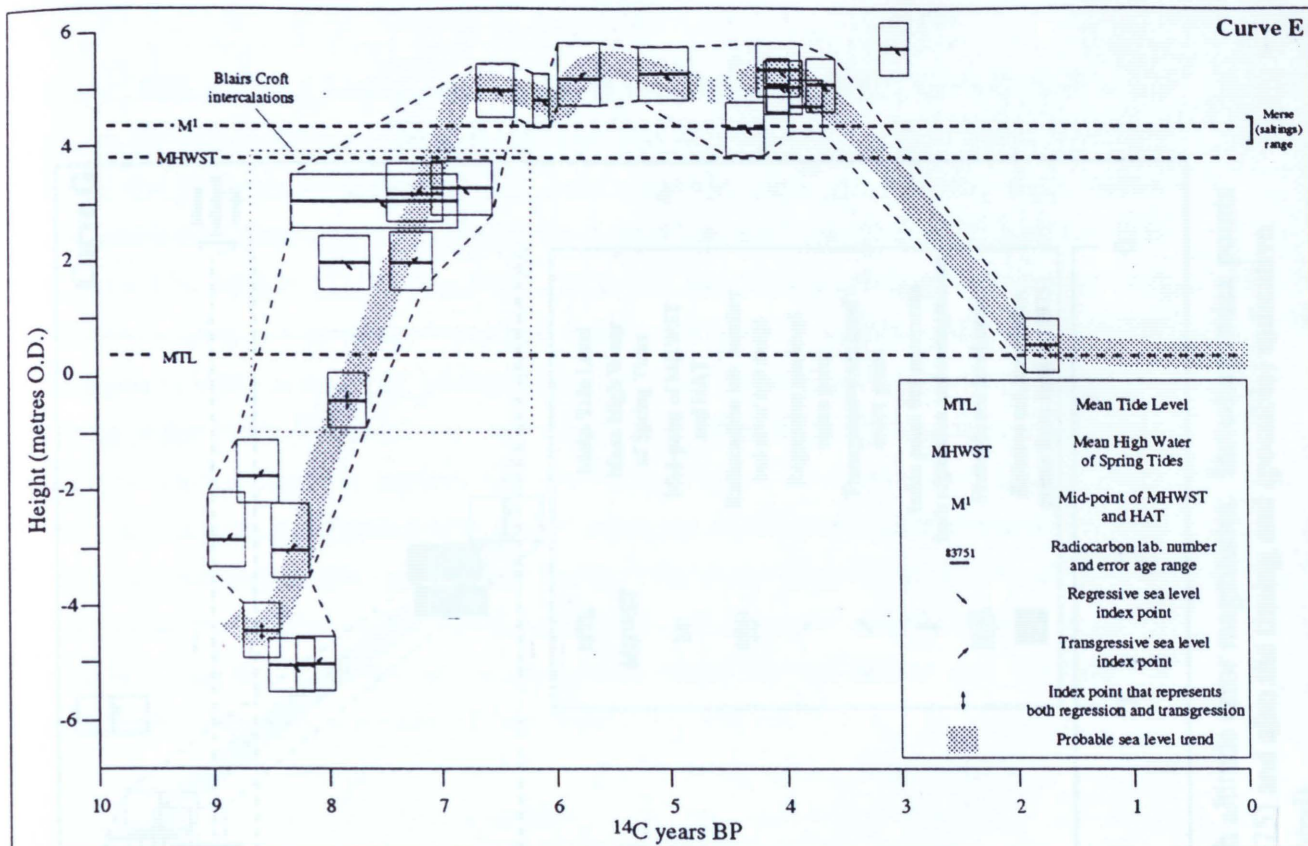 Curve E
6
4
2
0
-2
-4
-6
Height (metres O.D.)
Blairs Croft
intercalations
M¹
MHWST
MTL
Merse
(saltings)
range
MTL Mean Tide Level
MHWST Mean High Water
of Spring Tides
M¹ Mid-point of MHWST
and HAT
83751 Radiocarbon lab. number
and error age range
Regressive sea level
index point
Transgressive sea level
index point
Index point that represents
both regression and transgression
Probable sea level trend
10 9 8 7 6 5 4 3 2 1 0
¹⁴C years BP